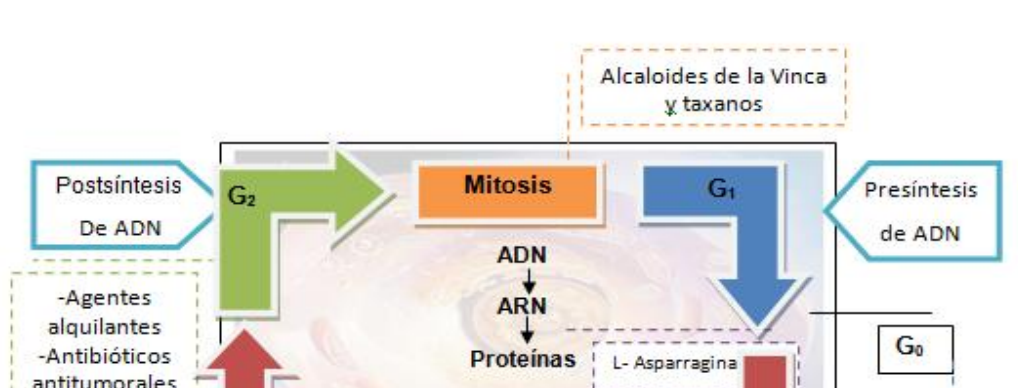 Alcaloides de la Vinca
y taxanos
Postsíntesis
De ADN
G₂
Mitosis
G₁
Presíntesis
de ADN
ADN
ARN
Proteínas
-Agentes
alquilantes
-Antibióticos
antitumorales
L- Asparragina
G₀